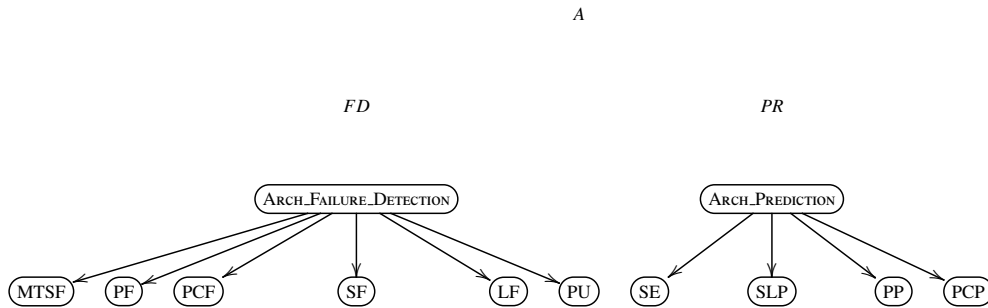 A
FD PR
ARCH_FAILURE_DETECTION ARCH_PREDICTION
MTSF PF PCF SF LF PU SE SLP PP PCP